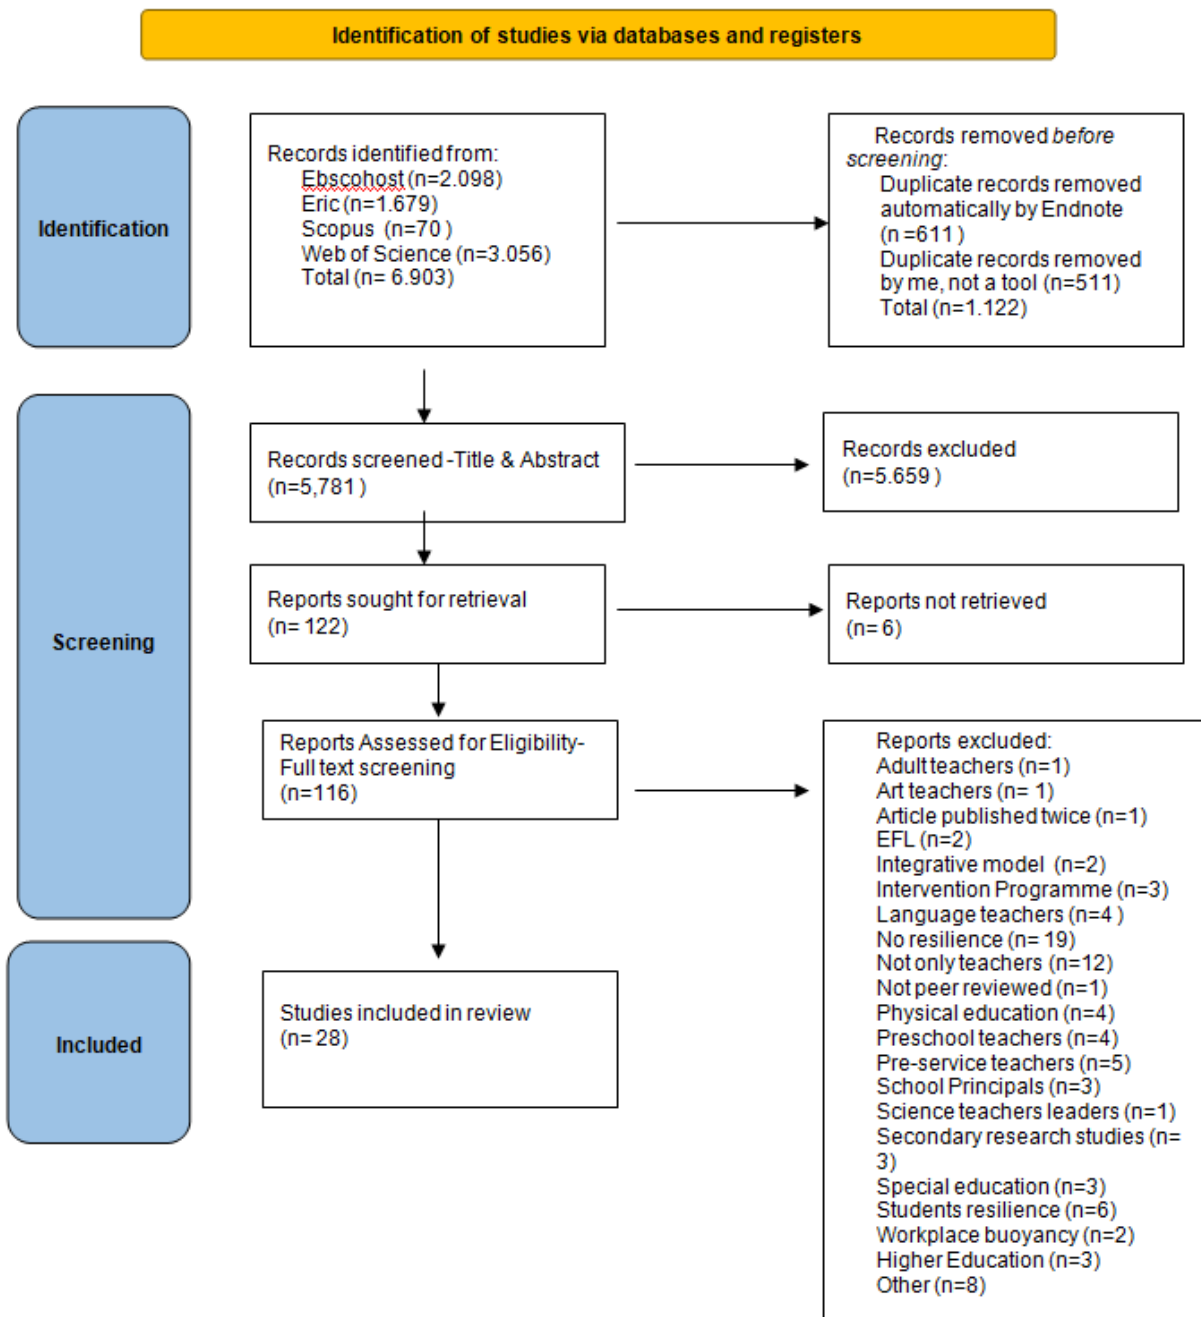 Identification of studies via databases and registers
Identification
Records identified from:
Ebscohost (n=2.098)
Eric (n=1.679)
Scopus (n=70 )
Web of Science (n=3.056)
Total (n= 6.903)
Records removed before
screening:
Duplicate records removed
automatically by Endnote
(n =611 )
Duplicate records removed
by me, not a tool (n=511)
Total (n=1.122)
Screening
Records screened -Title & Abstract
(n=5,781 )
Records excluded
(n=5.659 )
Reports sought for retrieval
(n= 122)
Reports not retrieved
(n= 6)
Reports Assessed for Eligibility-
Full text screening
(n=116)
Reports excluded:
Adult teachers (n=1)
Art teachers (n= 1)
Article published twice (n=1)
EFL (n=2)
Integrative model (n=2)
Intervention Programme (n=3)
Language teachers (n=4 )
No resilience (n= 19)
Not only teachers (n=12)
Not peer reviewed (n=1)
Physical education (n=4)
Preschool teachers (n=4)
Pre-service teachers (n=5)
School Principals (n=3)
Science teachers leaders (n=1)
Secondary research studies (n=
3)
Special education (n=3)
Students resilience (n=6)
Workplace buoyancy (n=2)
Higher Education (n=3)
Other (n=8)
Included
Studies included in review
(n= 28)